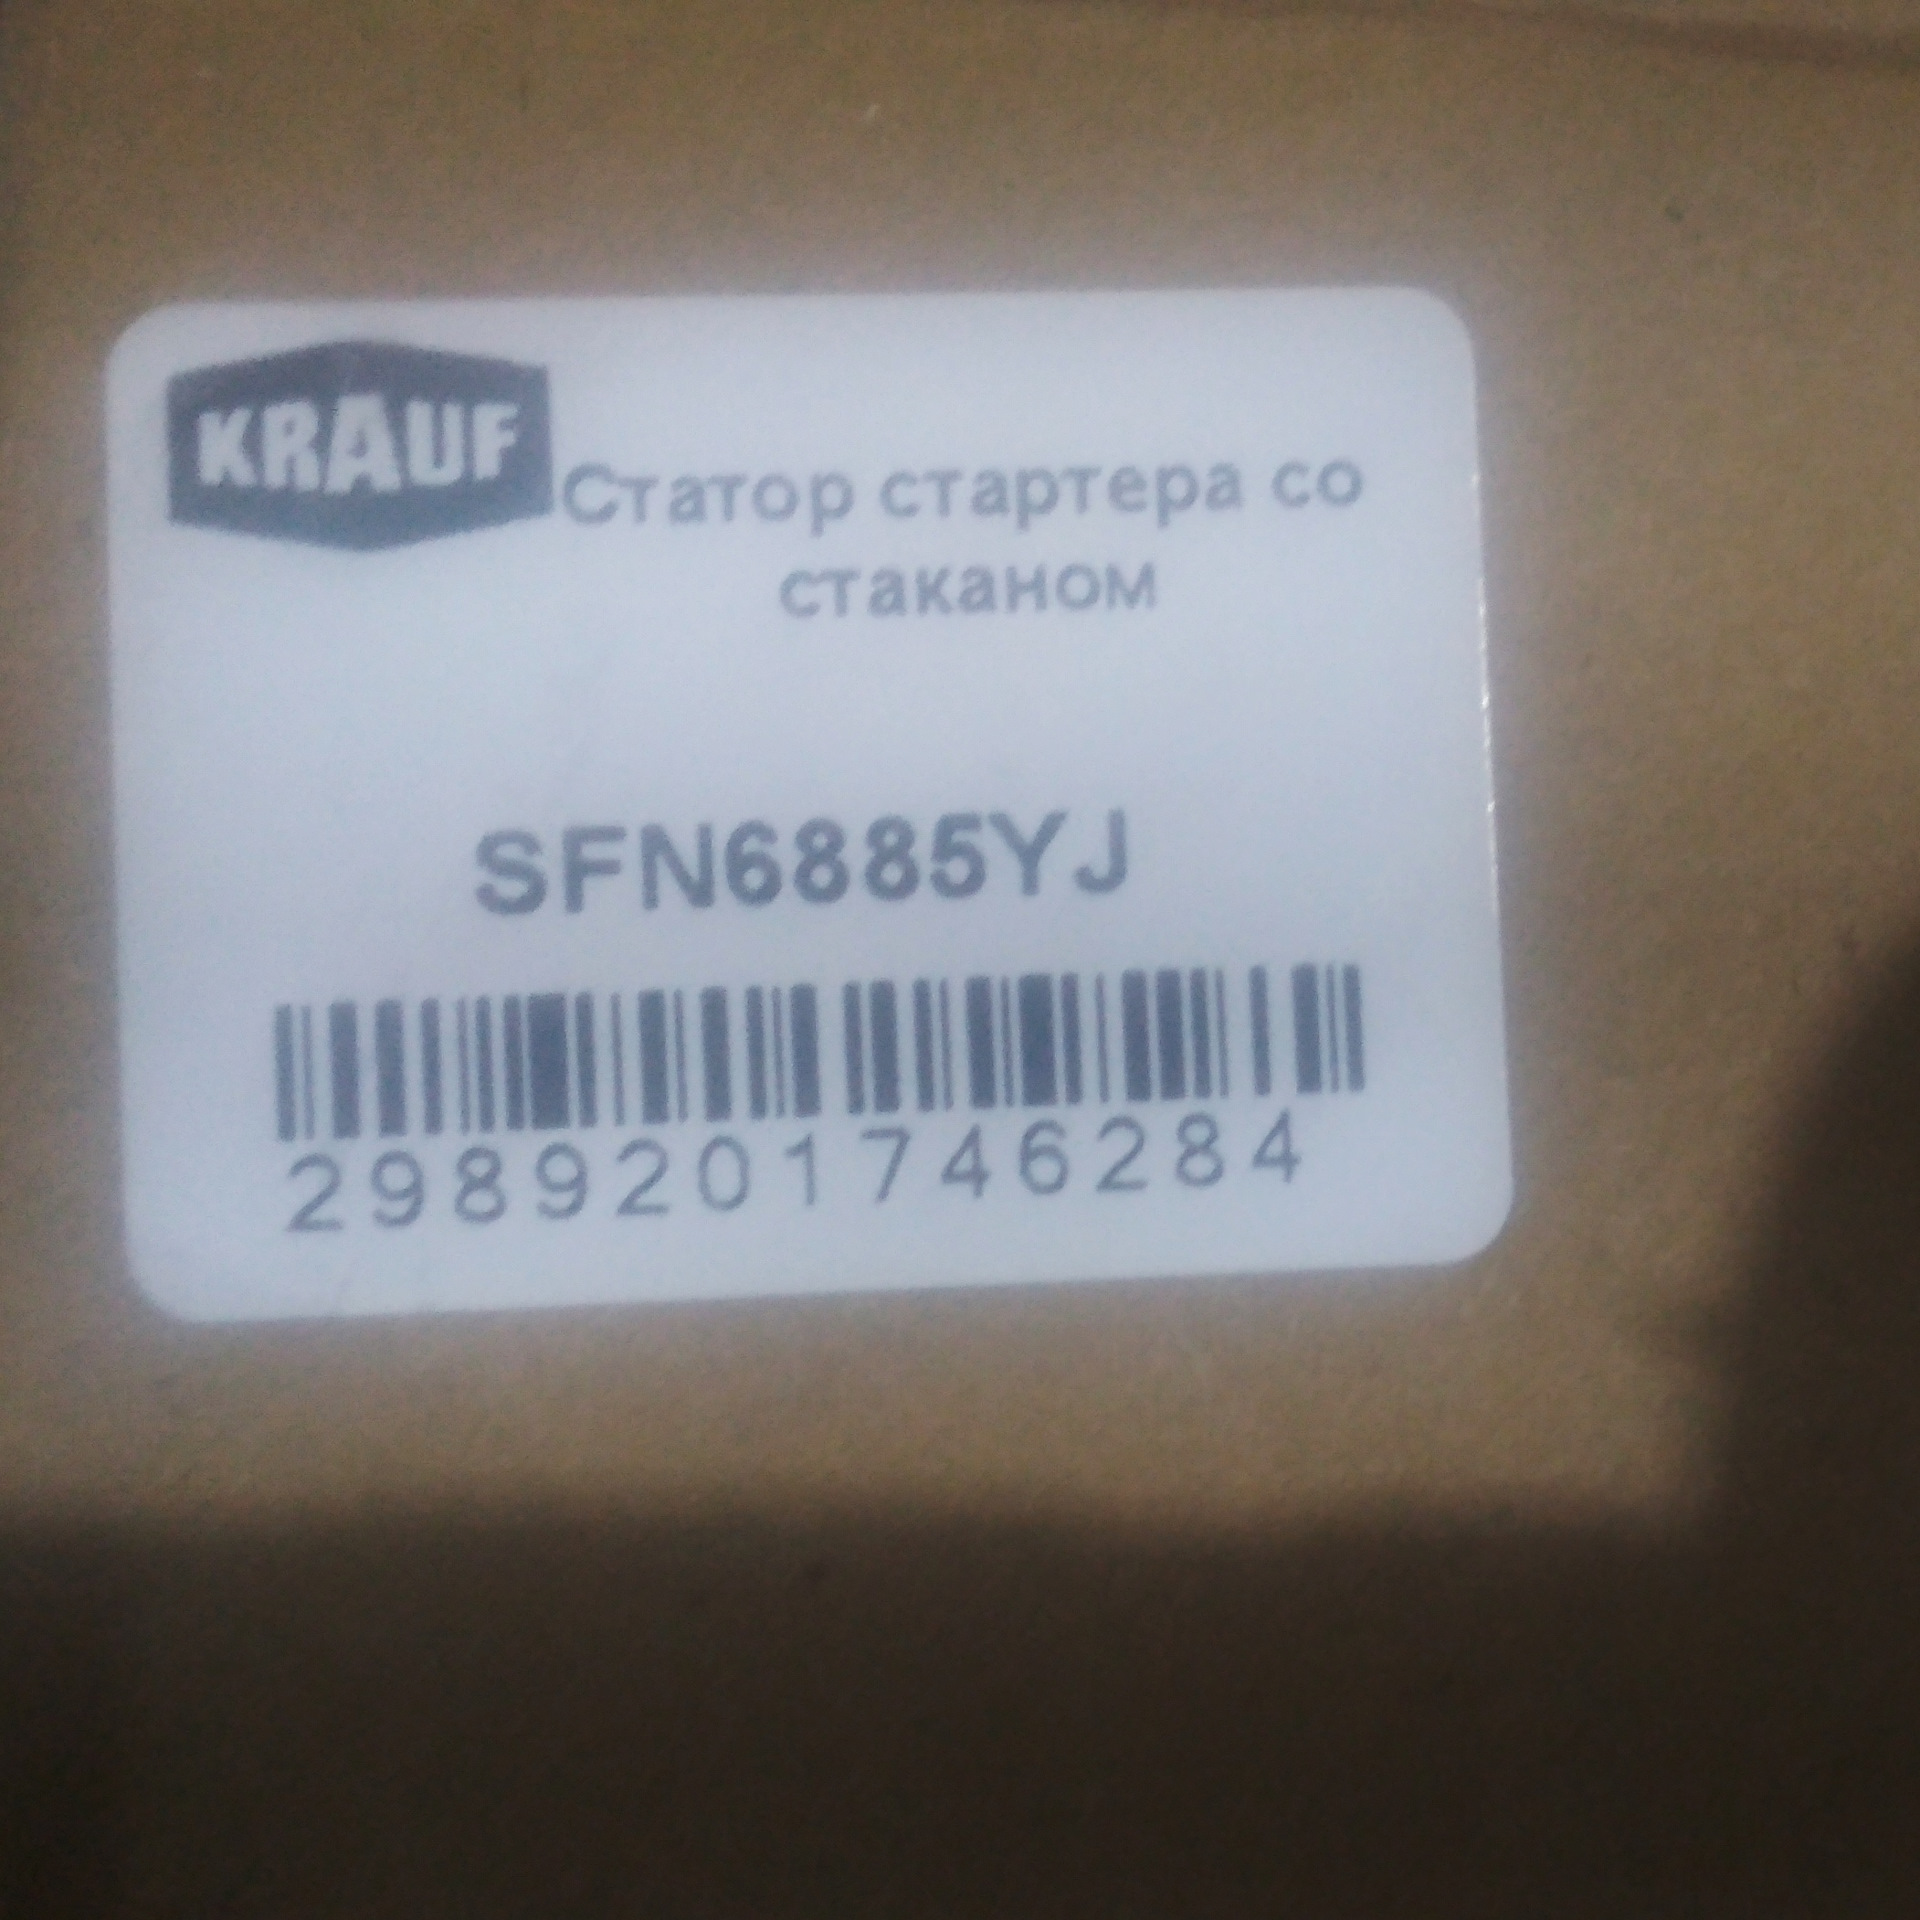 KRAUF
Статор стартера со
стаканом
SFN6885YJ
2989201746284